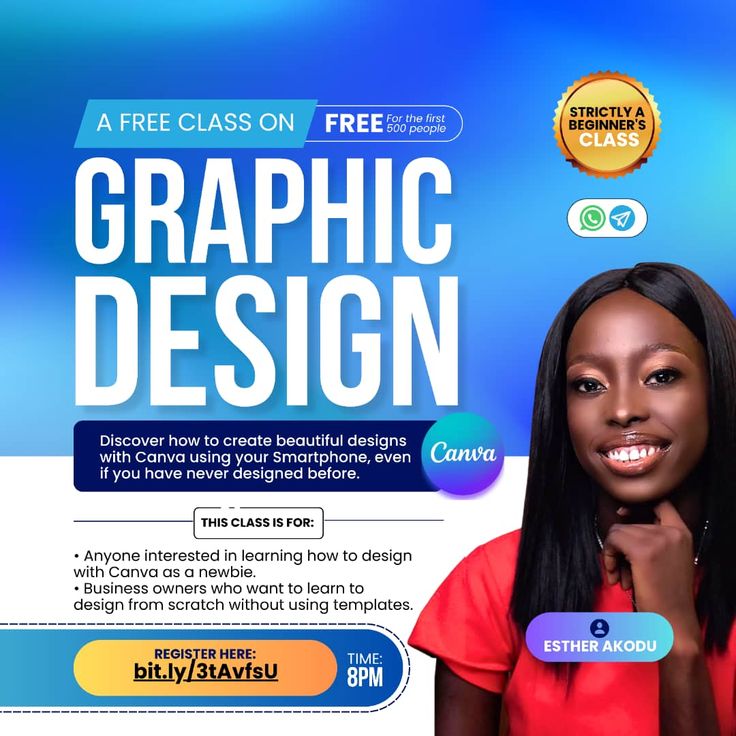 A FREE CLASS ON
FREE For the first
500 people
STRICTLY A
BEGINNER'S
CLASS
GRAPHIC
DESIGN
Discover how to create beautiful designs
with Canva using your Smartphone, even
if you have never designed before.
Canva
THIS CLASS IS FOR:
• Anyone interested in learning how to design
with Canva as a newbie.
• Business owners who want to learn to
design from scratch without using templates.
REGISTER HERE:
bit.ly/3tAvfsU
TIME:
8PM
ESTHER AKODU